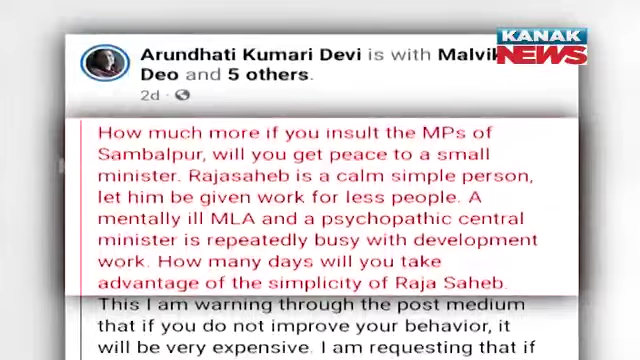 KANAK
NEWS
Arundhati Kumari Devi is with
Deo and 5 others.
2d ·
How much more if you insult the MPs of
Sambalpur, will you get peace to a small
minister. Rajasaheb is a calm simple person,
let him be given work for less people. A
mentally ill MLA and a psychopathic central
minister is repeatedly busy with development
work. How many days will you take
advantage of the simplicity of Raja Saheb.
This I am warning through the post medium
that if you do not improve your behavior, it
will be very expensive. I am requesting that if